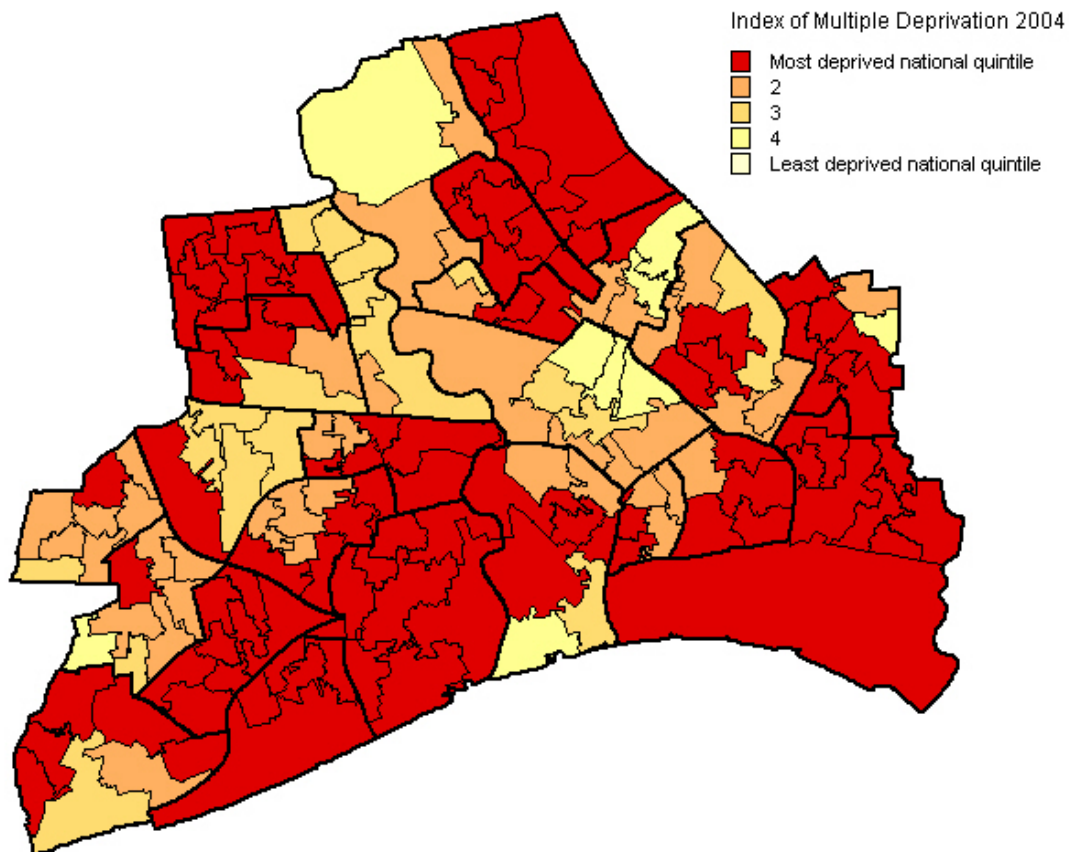 Index of Multiple Deprivation 2004
Most deprived national quintile
2
3
4
Least deprived national quintile